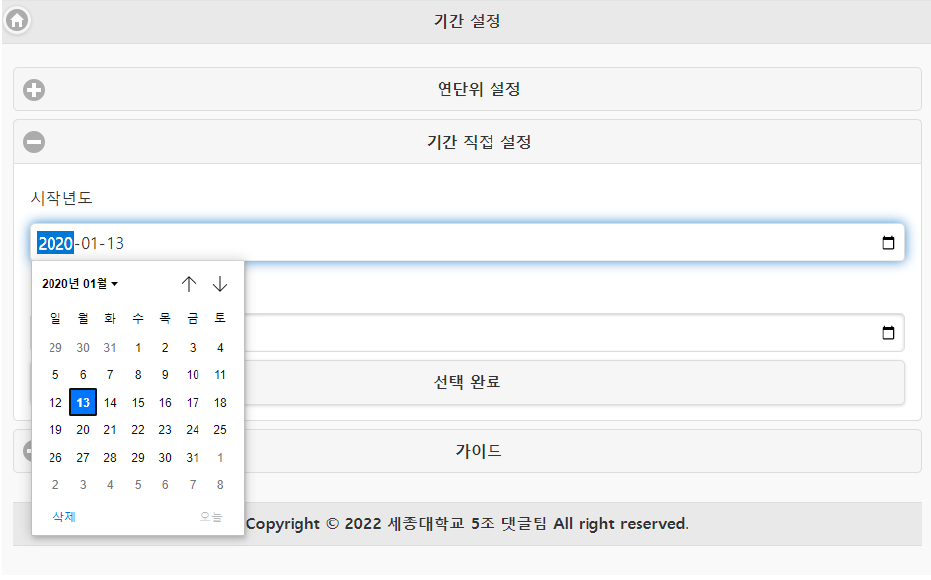 기간 설정
연단위 설정
기간 직접 설정
시작년도
2020-01-13
2020년 01월
일 월 화 수 목 금 토
29 30 31 1 2 3 4
5 6 7 8 9 10 11
12 13 14 15 16 17 18
19 20 21 22 23 24 25
26 27 28 29 30 31 1
2 3 4 5 6 7 8
삭제 오늘
선택 완료
가이드
Copyright © 2022 세종대학교 5조 댓글팀 All right reserved.